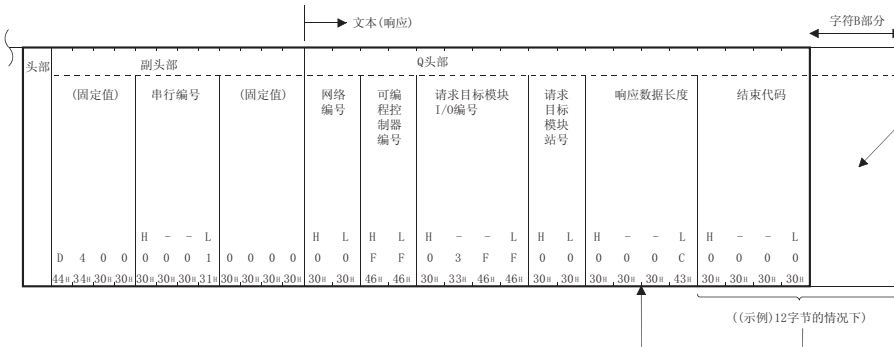 文本(响应)
字符B部分
头部
副头部
Q头部
(固定值)
串行编号
(固定值)
网络
编号
可编
程控
制器
编号
请求目标模块
I/O编号
请求
目标
模块
站号
响应数据长度
结束代码
H - - L H L H L H - - L H L H - - L H - - L
D 4 0 0 0 0 0 1 0 0 0 0 0 0 F F 0 3 F F 0 0 0 0 0 C 0 0 0 0
44H 34H 30H 30H 30H 30H 30H 31H 30H 30H 30H 30H 30H 30H 46H 46H 30H 33H 46H 46H 30H 30H 30H 30H 30H 43H 30H 30H 30H 30H
((示例)12字节的情况下)